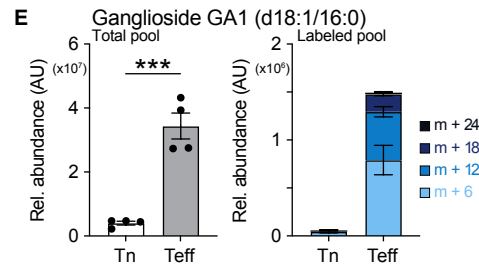 E
Ganglioside GA1 (d18:1/16:0)
Total pool
Labeled pool
Rel. abundance (AU)
(x10⁷)
6
4
2
0
***
Tn
Teff
Rel. abundance (AU)
(x10⁶)
2
1
0
Tn
Teff
m + 24
m + 18
m + 12
m + 6